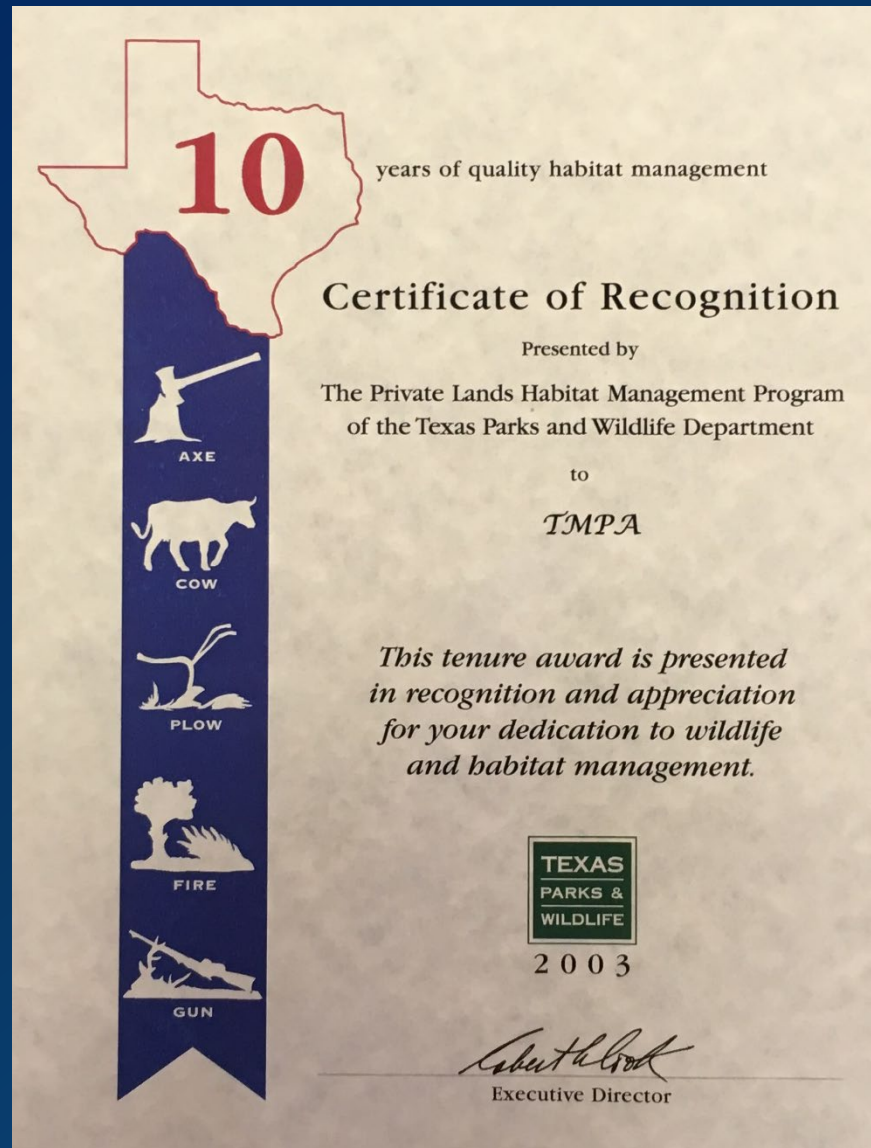 10
years of quality habitat management
Certificate of Recognition
Presented by
The Private Lands Habitat Management Program
of the Texas Parks and Wildlife Department
to
TMPA
This tenure award is presented
in recognition and appreciation
for your dedication to wildlife
and habitat management.
AXE
COW
PLOW
FIRE
GUN
TEXAS
PARKS &
WILDLIFE
2003
Executive Director